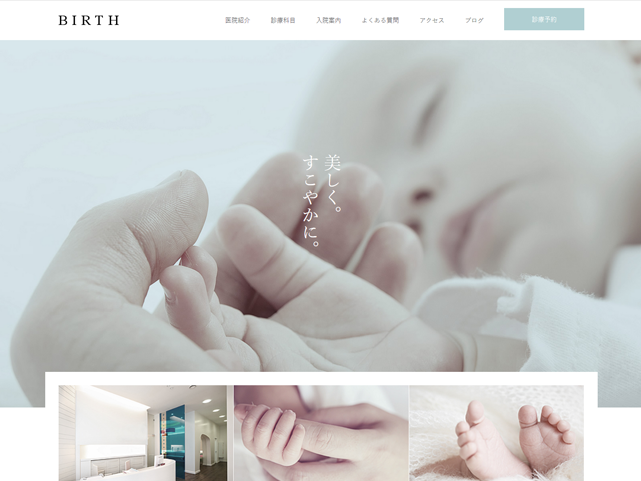 BIRTH
医院紹介
診療科目
入院案内
よくある質問
アクセス
ブログ
診療予約
美しく。
すこやかに。